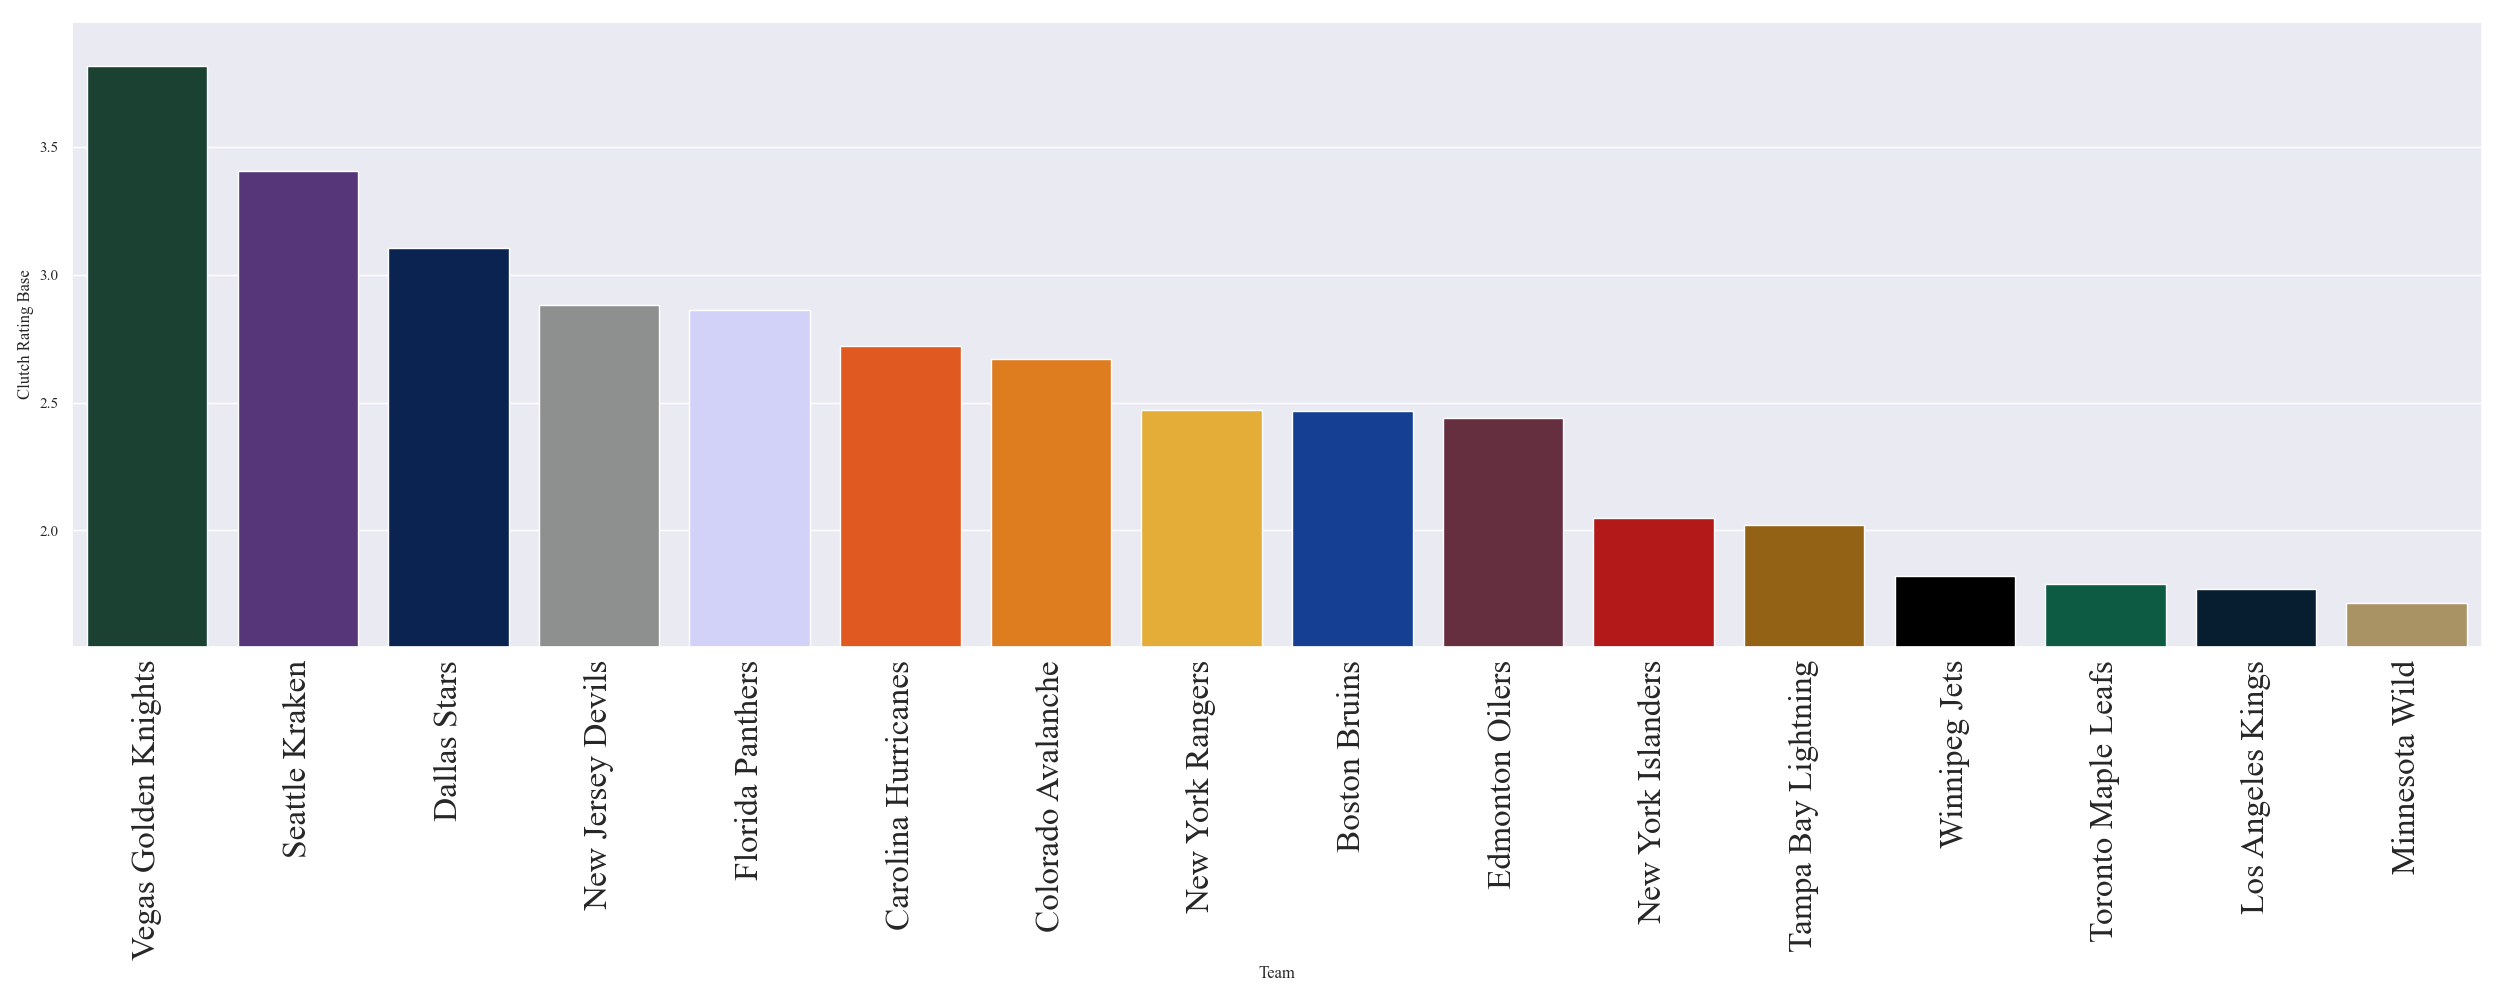 Clutch Rating Base
3.5
3.0
2.5
2.0
Vegas Golden Knights
Seattle Kraken
Dallas Stars
New Jersey Devils
Florida Panthers
Carolina Hurricanes
Colorado Avalanche
New York Rangers
Boston Bruins
Edmonton Oilers
New York Islanders
Tampa Bay Lightning
Winnipeg Jets
Toronto Maple Leafs
Los Angeles Kings
Minnesota Wild
Team